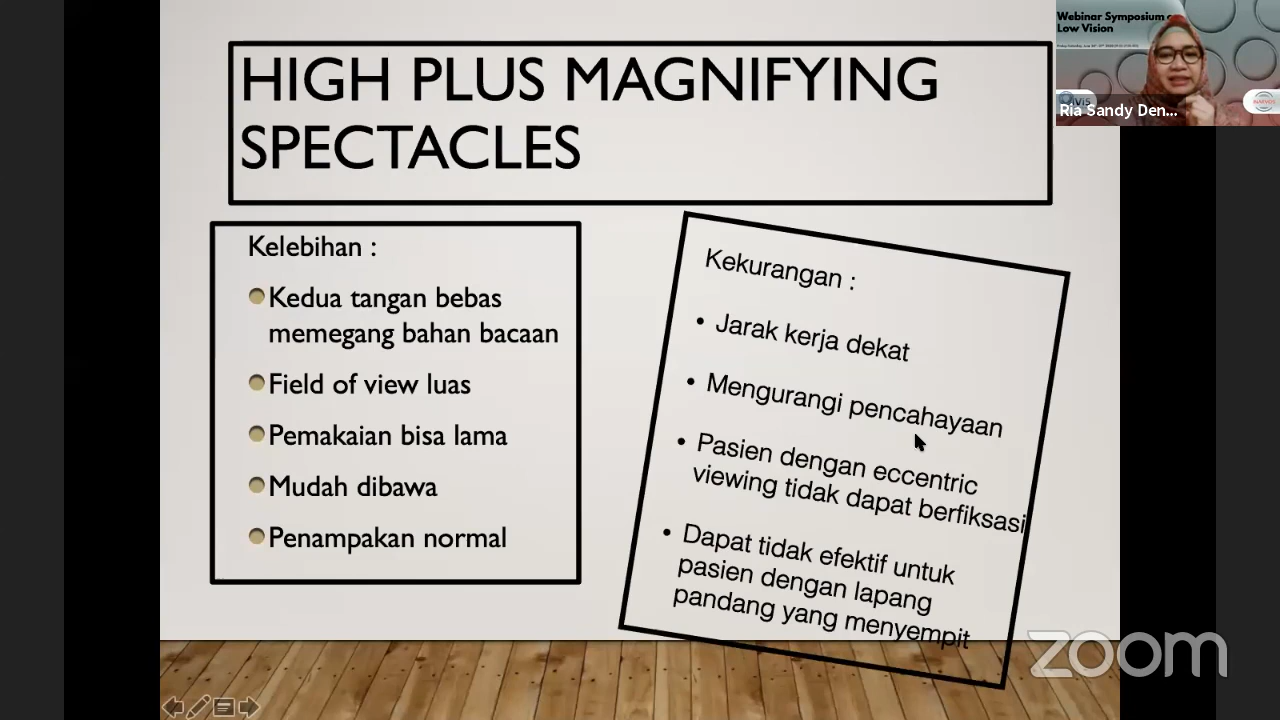 HIGH PLUS MAGNIFYING
SPECTACLES
Kelebihan :
Kedua tangan bebas
memegang bahan bacaan
Field of view luas
Pemakaian bisa lama
Mudah dibawa
Penampakan normal
Kekurangan :
• Jarak kerja dekat
• Mengurangi pencahayaan
• Pasien dengan eccentric
viewing tidak dapat berfiksasi
• Dapat tidak efektif untuk
pasien dengan lapang
pandang yang menyempit
Webinar Symposium
Low Vision
Ria Sandy Den...
zoom